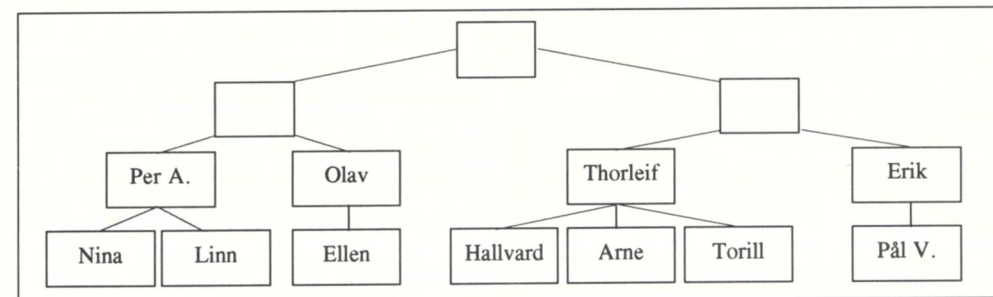 Per A. Olav Thorleif Erik
Nina Linn Ellen Hallvard Arne Torill Pål V.